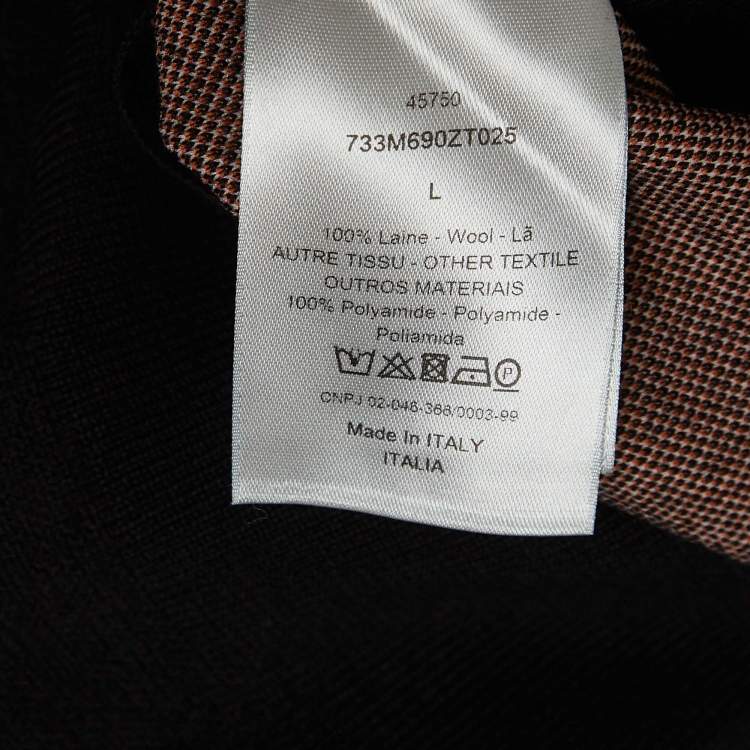 45750
733M690ZT025
L
100% Laine - Wool - Lã
AUTRE TISSU - OTHER TEXTILE
OUTROS MATERIAIS
100% Polyamide - Polyamide -
Poliamida
P
CNPJ 02-046-366/0003-99
Made In ITALY
ITALIA